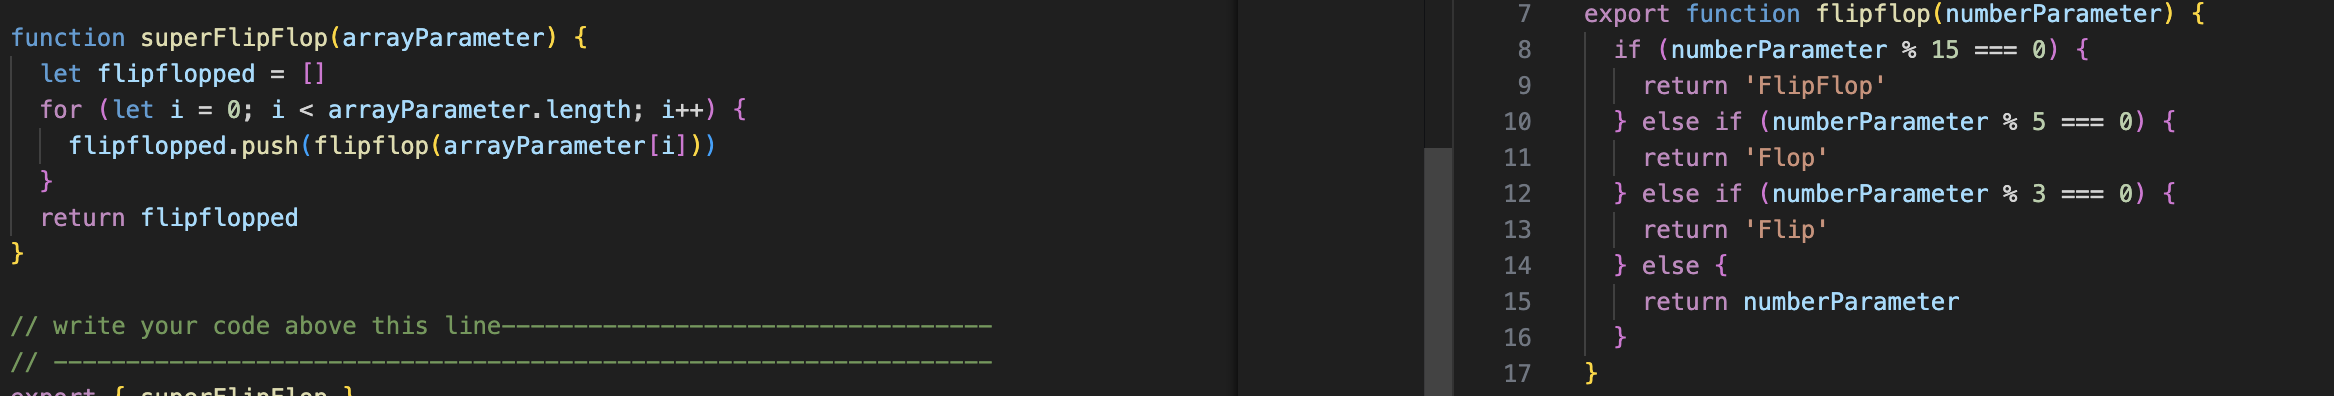 function superFlipFlop(arrayParameter) {
  let flipflopped = []
  for (let i = 0; i < arrayParameter.length; i++) {
    flipflopped.push(flipflop(arrayParameter[i]))
  }
  return flipflopped
}
// write your code above this line----------------------------------
// -----------------------------------------------------------------
export { superFlipFlop }
7 export function flipflop(numberParameter) {
8   if (numberParameter % 15 === 0) {
9     return 'FlipFlop'
10   } else if (numberParameter % 5 === 0) {
11     return 'Flop'
12   } else if (numberParameter % 3 === 0) {
13     return 'Flip'
14   } else {
15     return numberParameter
16   }
17 }